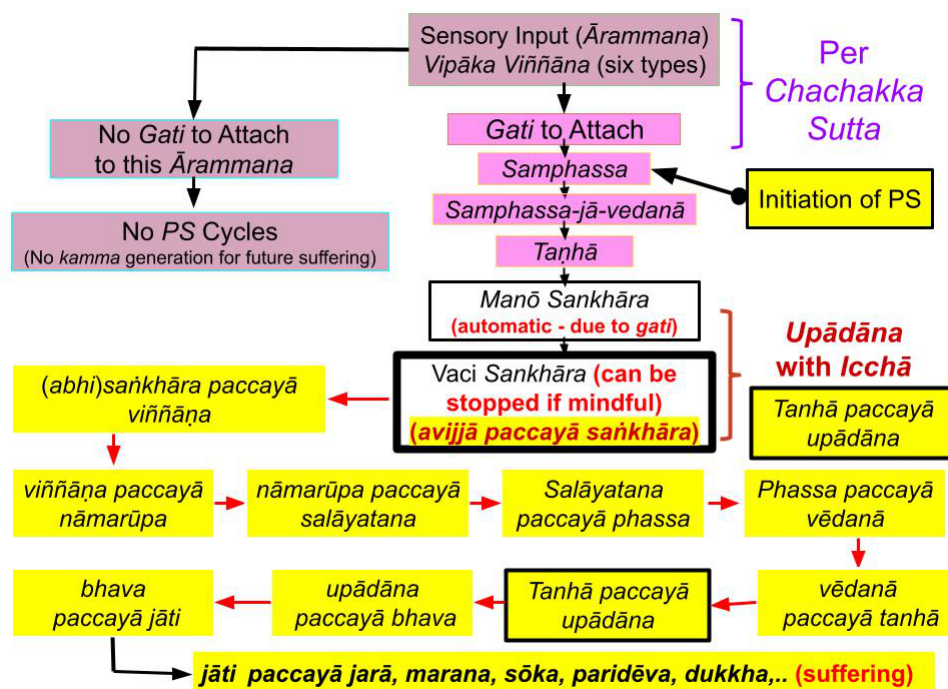 Sensory Input (Ārammana)
Vipāka Viññāna (six types)
Per
Chachakka
Sutta
No Gati to Attach
to this Ārammana
Gati to Attach
Samphassa
Initiation of PS
Samphassa-jā-vedanā
No PS Cycles
(No kamma generation for future suffering)
Taṇhā
Manō Sankhāra
(automatic - due to gati)
Upādāna
with Icchā
Vaci Sankhāra (can be
stopped if mindful)
(avijjā paccayā saṅkhāra)
(abhi)saṅkhāra paccayā
viññāṇa
Tanhā paccayā
upādāna
viññāṇa paccayā
nāmarūpa
nāmarūpa paccayā
salāyatana
Salāyatana
paccayā phassa
Phassa paccayā
vēdanā
bhava
paccayā jāti
upādāna
paccayā bhava
Tanhā paccayā
upādāna
vēdanā
paccayā tanhā
jāti paccayā jarā, marana, sōka, paridēva, dukkha,.. (suffering)